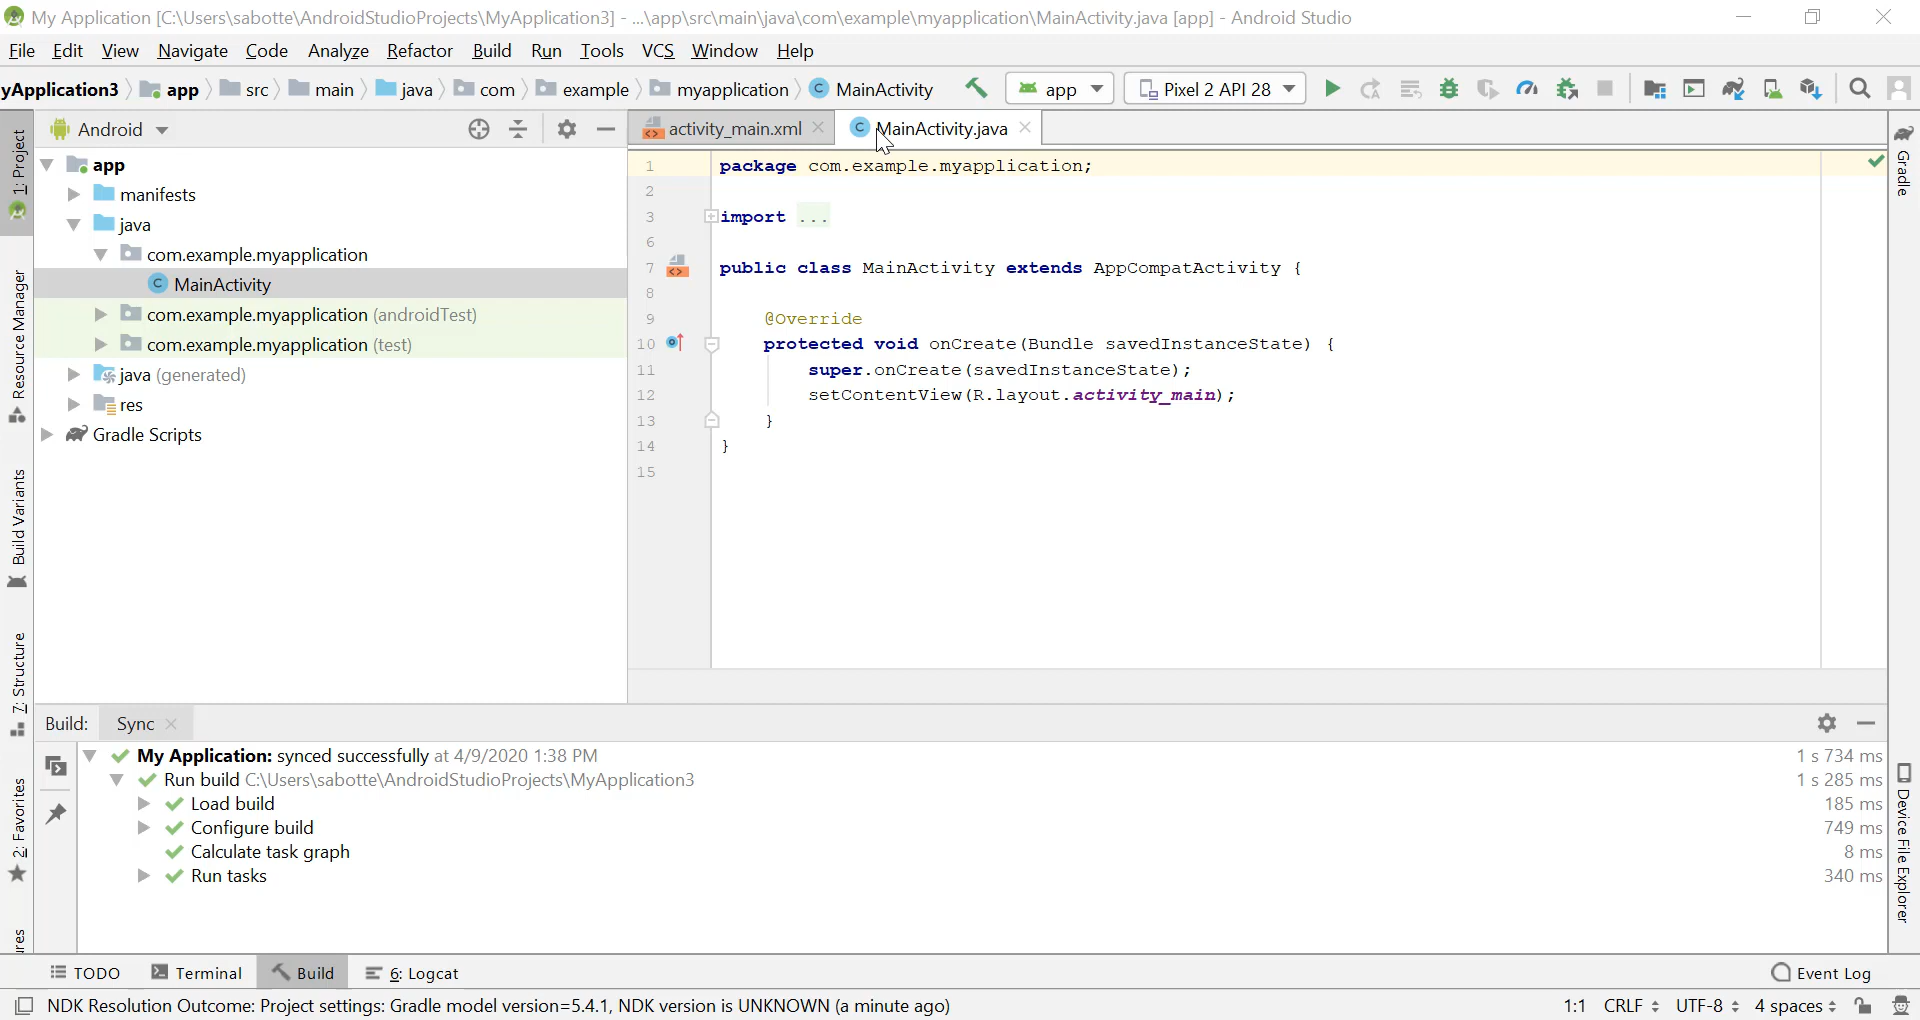 My Application [C:\Users\sabotte\AndroidStudioProjects\MyApplication3] - ...\app\src\main\java\com\example\myapplication\MainActivity.java [app] - Android Studio
File Edit View Navigate Code Analyze Refactor Build Run Tools VCS Window Help
yApplication3 app src main java com example myapplication C MainActivity app Pixel 2 API 28
1: Project
Resource Manager
Build Variants
7: Structure
2: Favorites
res
Android
app
manifests
java
com.example.myapplication
C MainActivity
com.example.myapplication (androidTest)
com.example.myapplication (test)
java (generated)
res
Gradle Scripts
activity_main.xml C MainActivity.java
1 package com.example.myapplication;
2
3 import ...
6
7 public class MainActivity extends AppCompatActivity {
8
9 @Override
10 protected void onCreate(Bundle savedInstanceState) {
11 super.onCreate(savedInstanceState);
12 setContentView(R.layout.activity_main);
13 }
14 }
15
Gradle
Device File Explorer
Build: Sync
My Application: synced successfully at 4/9/2020 1:38 PM 1 s 734 ms
Run build C:\Users\sabotte\AndroidStudioProjects\MyApplication3 1 s 285 ms
Load build 185 ms
Configure build 749 ms
Calculate task graph 8 ms
Run tasks 340 ms
TODO Terminal Build 6: Logcat Event Log
NDK Resolution Outcome: Project settings: Gradle model version=5.4.1, NDK version is UNKNOWN (a minute ago) 1:1 CRLF UTF-8 4 spaces